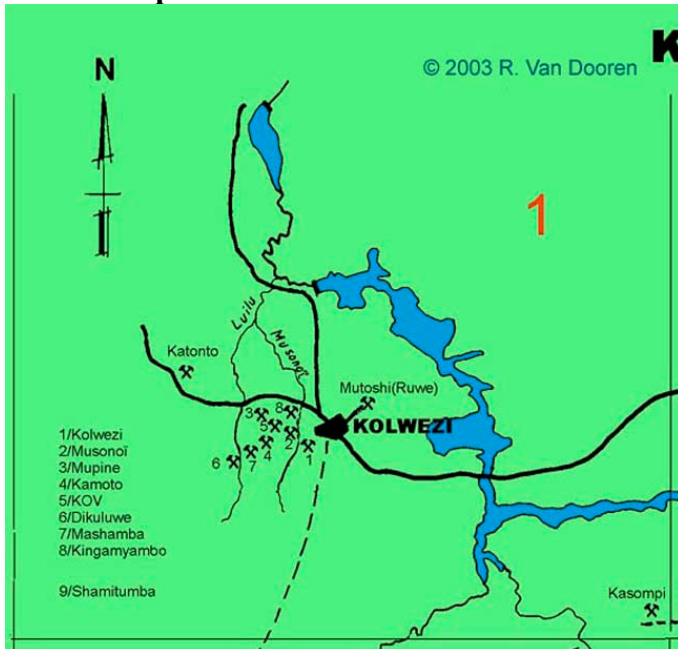 K
© 2003 R. Van Dooren
N
1
Luilu
Musonoï
Katonto
Mutoshi(Ruwe)
KOLWEZI
3
8
5
2
4
1
6
7
1/Kolwezi
2/Musonoï
3/Mupine
4/Kamoto
5/KOV
6/Dikuluwe
7/Mashamba
8/Kingamyambo
9/Shamitumba
Kasompi